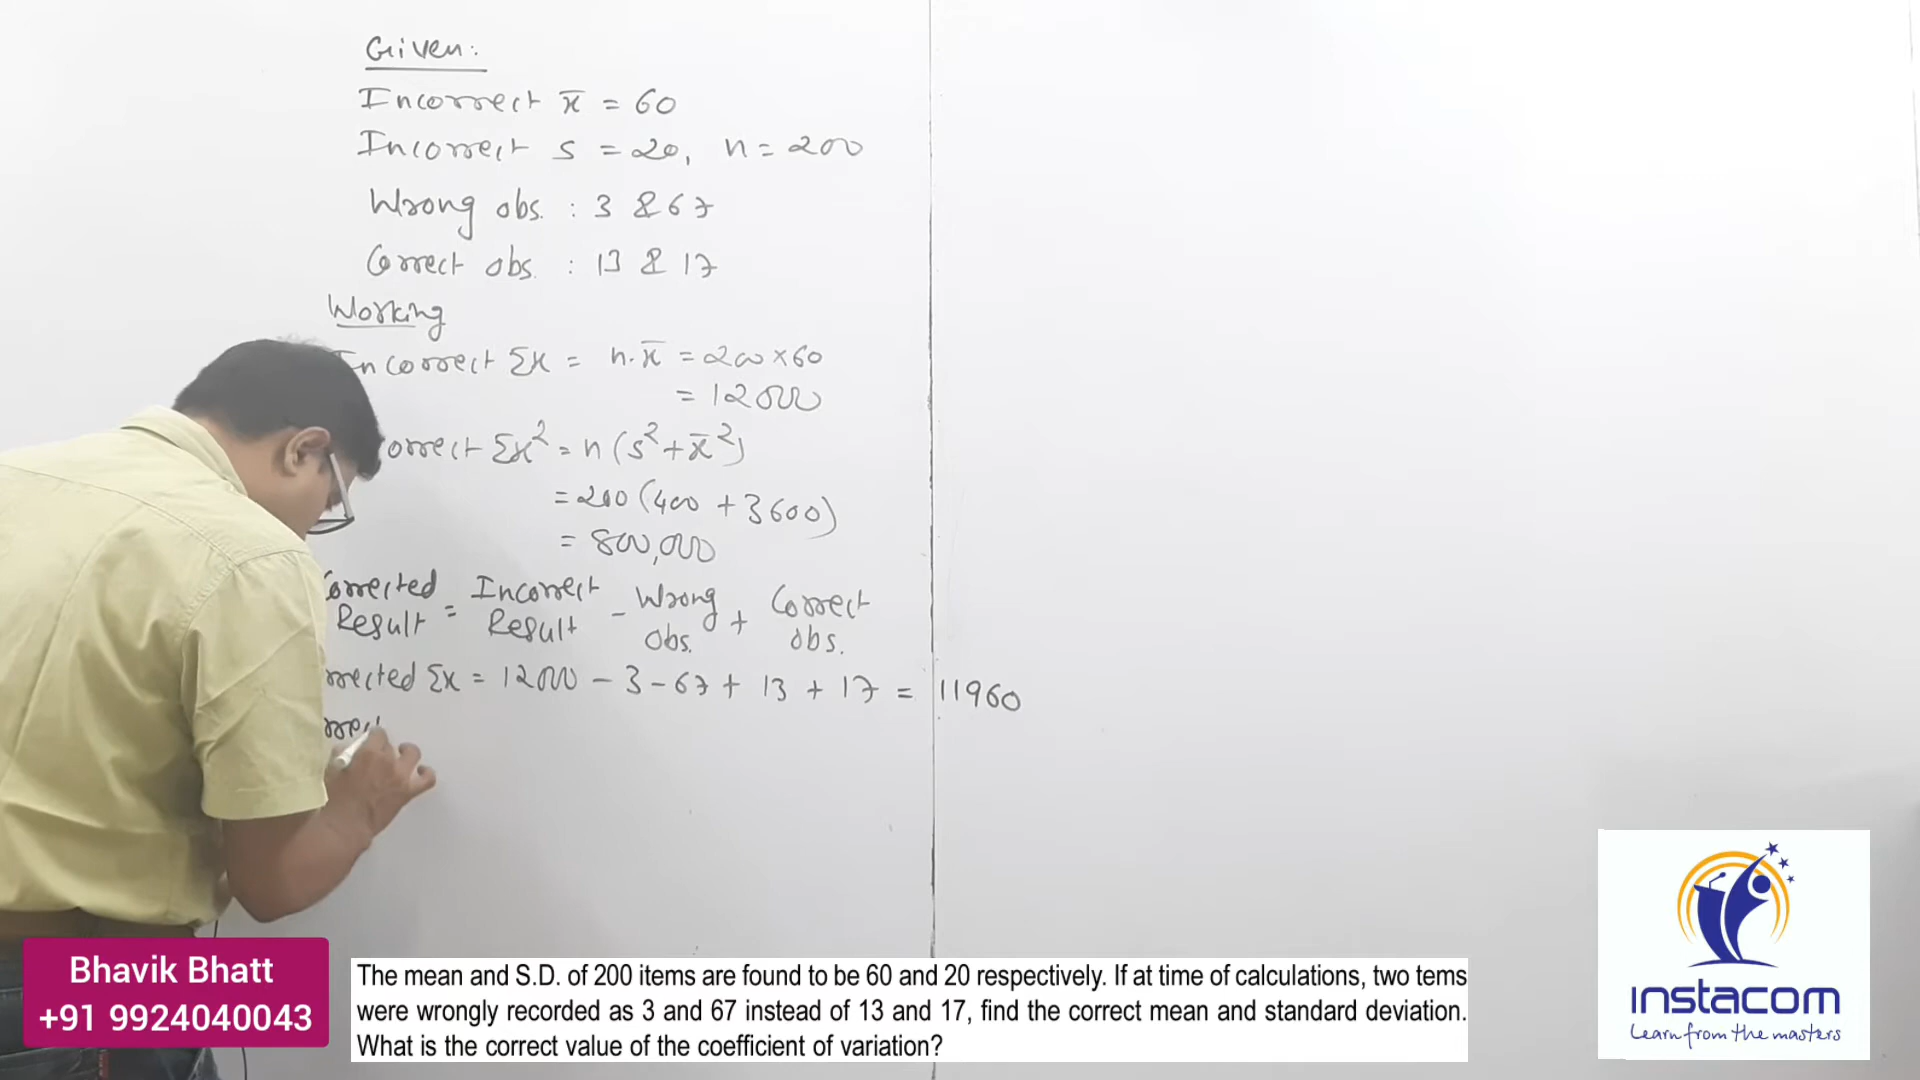 Given:
Incorrect x̄ = 60
Incorrect s = 20, n = 200
Wrong obs. : 3 & 67
Correct obs. : 13 & 17
Working
Incorrect Σx = n.x̄ = 200 × 60
= 12000
orrect Σx² = n (s² + x̄²)
= 200 (400 + 3600)
= 800,000
Corrected Result = Incorrect Result - Wrong Obs. + Correct Obs.
rrected Σx = 12000 - 3 - 67 + 13 + 17 = 11960
rrect
Bhavik Bhatt
+91 9924040043
The mean and S.D. of 200 items are found to be 60 and 20 respectively. If at time of calculations, two tems
were wrongly recorded as 3 and 67 instead of 13 and 17, find the correct mean and standard deviation.
What is the correct value of the coefficient of variation?
ınstacom
Learn from the masters